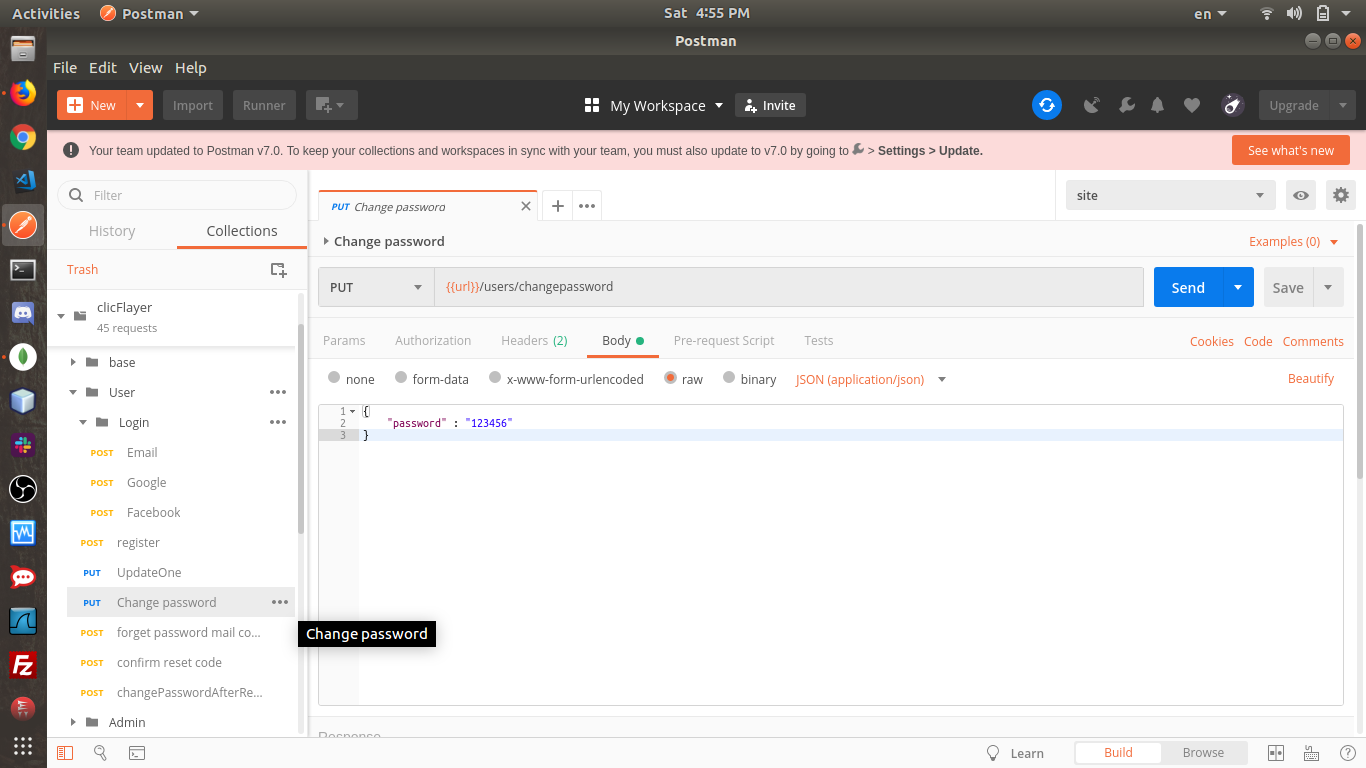 Activities Postman Sat 4:55 PM en
Postman
File Edit View Help
New Import Runner My Workspace Invite Upgrade
Your team updated to Postman v7.0. To keep your collections and workspaces in sync with your team, you must also update to v7.0 by going to > Settings > Update. See what's new
Filter
History Collections
Trash
clicFlayer
45 requests
base
User
Login
POST Email
POST Google
POST Facebook
POST register
PUT UpdateOne
PUT Change password
POST forget password mail co...
POST confirm reset code
POST changePasswordAfterRe...
Admin
Change password
PUT Change password
site
Change password Examples (0)
PUT {{url}}/users/changepassword Send Save
Params Authorization Headers (2) Body Pre-request Script Tests Cookies Code Comments
none form-data x-www-form-urlencoded raw binary JSON (application/json) Beautify
1 {
2 "password" : "123456"
3 }
Response
Learn Build Browse